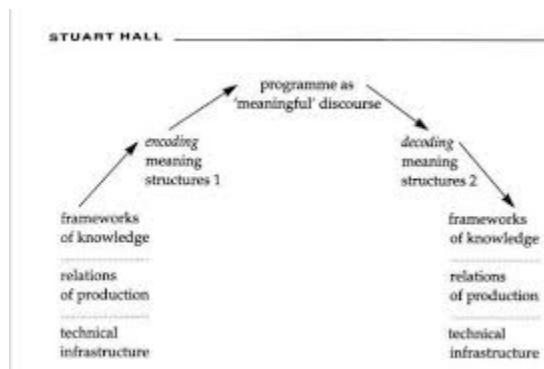 STUART HALL
programme as
'meaningful' discourse
encoding
meaning
structures 1
decoding
meaning
structures 2
frameworks
of knowledge
relations
of production
technical
infrastructure
frameworks
of knowledge
relations
of production
technical
infrastructure